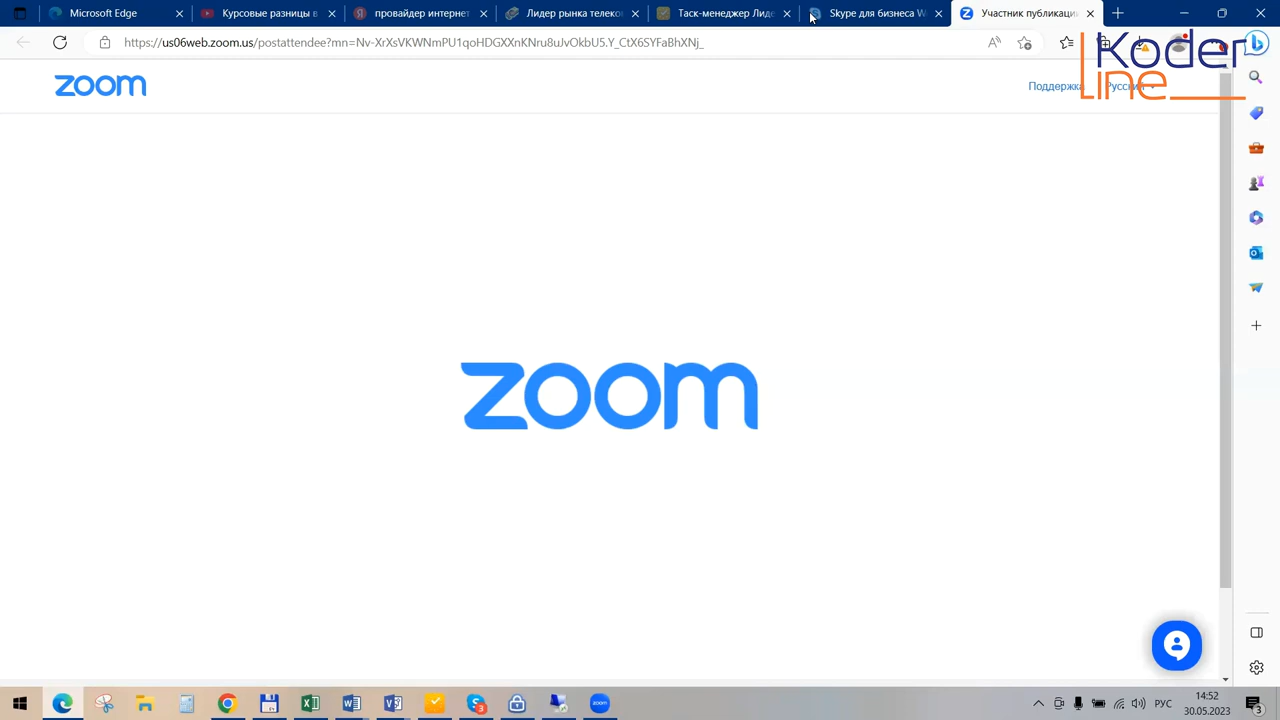 Microsoft Edge
Курсовые разницы в
провайдер интернет
Лидер рынка телеко
Таск-менеджер Лиде
Skype для бизнеса W
Участник публикаци
https://us06web.zoom.us/postattendee?mn=Nv-XrXsVKWNmPU1qoHDGXXnKNru8uJvOkbU5.Y_CtX6SYFaBhXNj_
Koder
line
zoom
Поддержка
Русский
zoom
РУС
14:52
30.05.2023